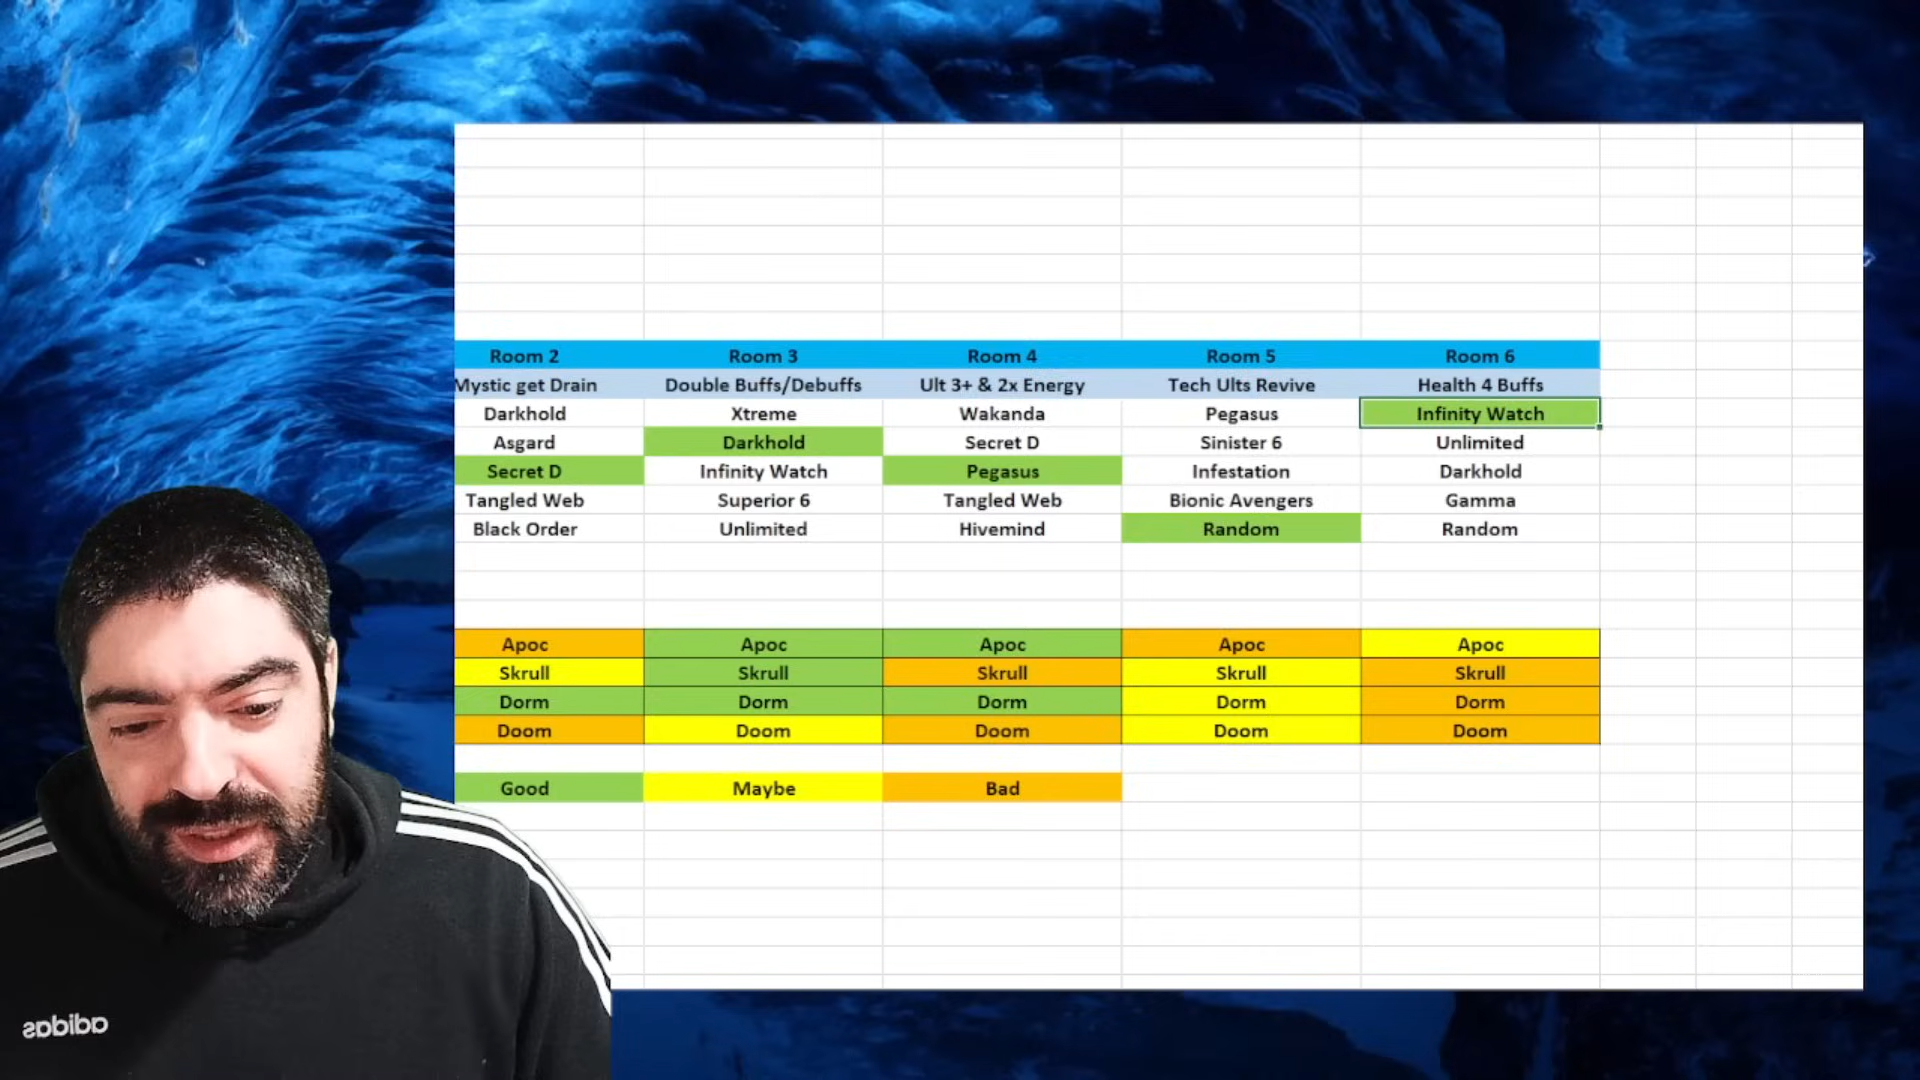 Room 2 Room 3 Room 4 Room 5 Room 6
Mystic get Drain Double Buffs/Debuffs Ult 3+ & 2x Energy Tech Ults Revive Health 4 Buffs
Darkhold Xtreme Wakanda Pegasus Infinity Watch
Asgard Darkhold Secret D Sinister 6 Unlimited
Secret D Infinity Watch Pegasus Infestation Darkhold
Tangled Web Superior 6 Tangled Web Bionic Avengers Gamma
Black Order Unlimited Hivemind Random Random
Apoc Apoc Apoc Apoc Apoc
Skrull Skrull Skrull Skrull Skrull
Dorm Dorm Dorm Dorm Dorm
Doom Doom Doom Doom Doom
Good Maybe Bad
adidas